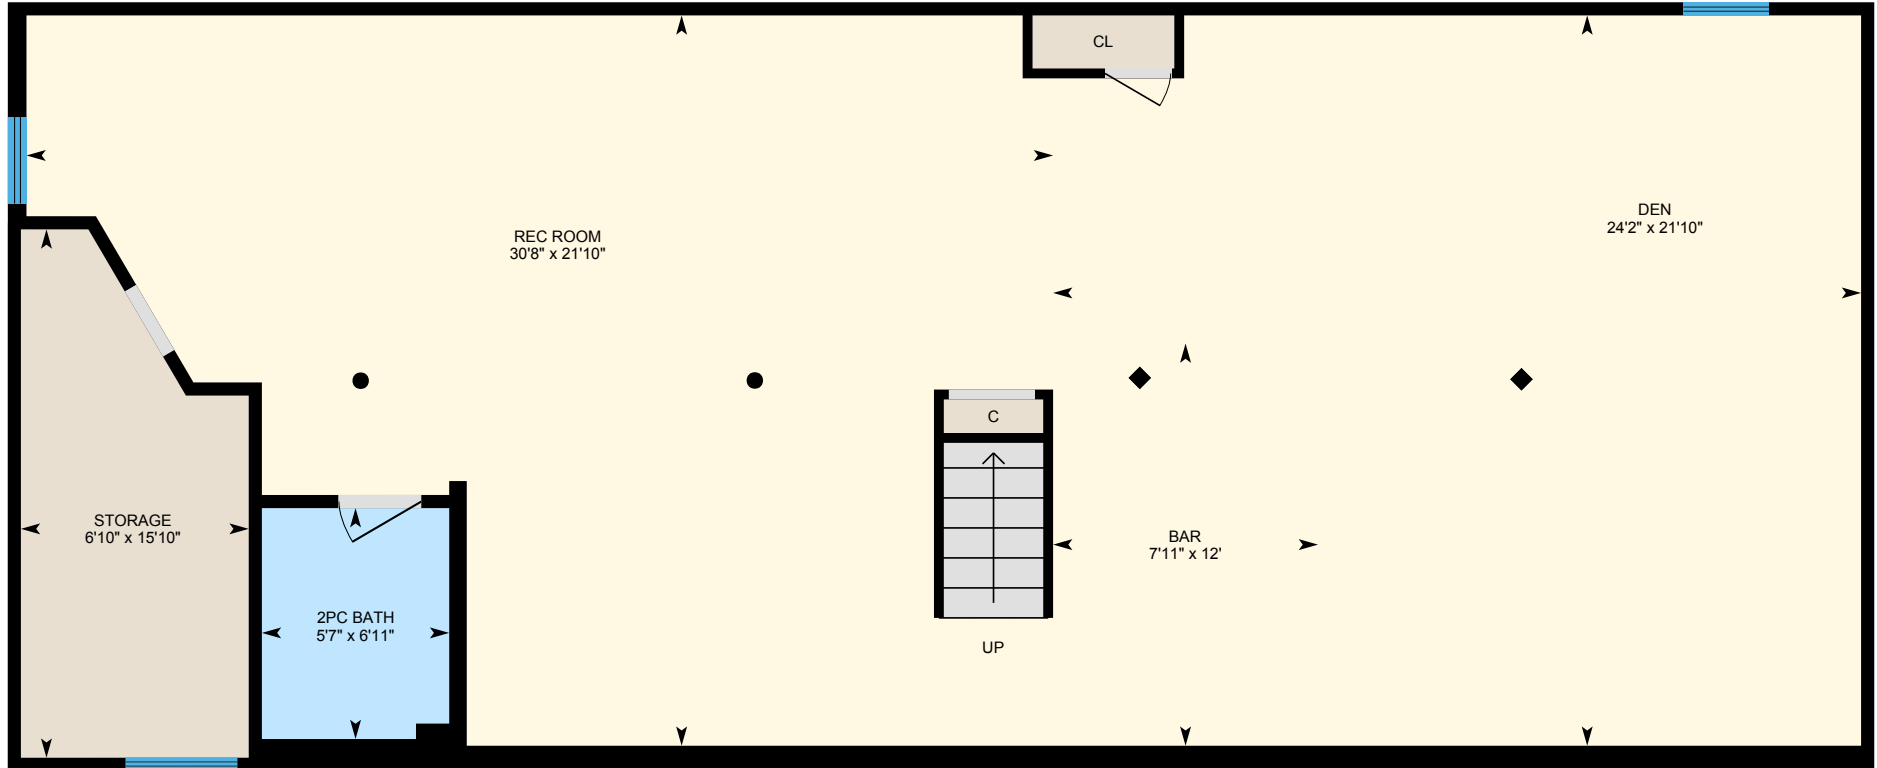 CL
DEN
24'2" x 21'10"
REC ROOM
30'8" x 21'10"
C
STORAGE
6'10" x 15'10"
BAR
7'11" x 12'
2PC BATH
5'7" x 6'11"
UP